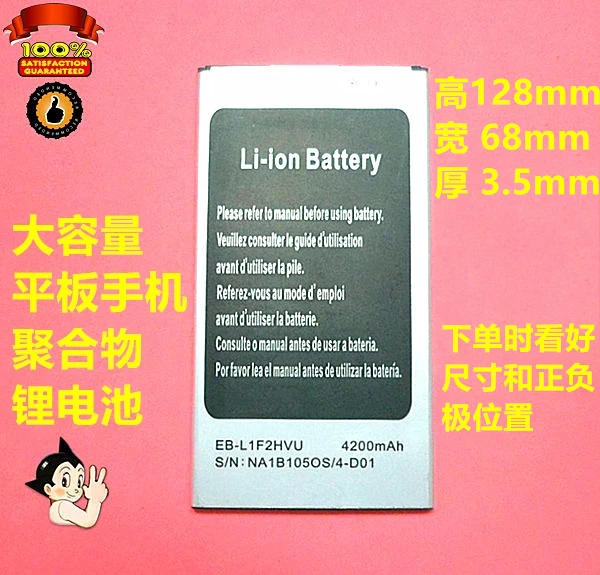 100%
SATISFACTION
GUARANTEED
RECOMMENDED
RECOMMENDED
高128mm
宽 68mm
厚 3.5mm
大容量
平板手机
聚合物
锂电池
Li-ion Battery
Please refer to manual before using battery.
Veuillez consulter le guide d'utilisation
avant d'utiliser la pile.
Referez-vous au mode d' emploi
avant d'utiliser la batterie.
Consulte o manual antes de usar a bateria.
Por favor lea el manual antes de utilizar la batería.
EB-L1F2HVU 4200mAh
S/N: NA1B105OS/4-D01
下单时看好
尺寸和正负
极位置